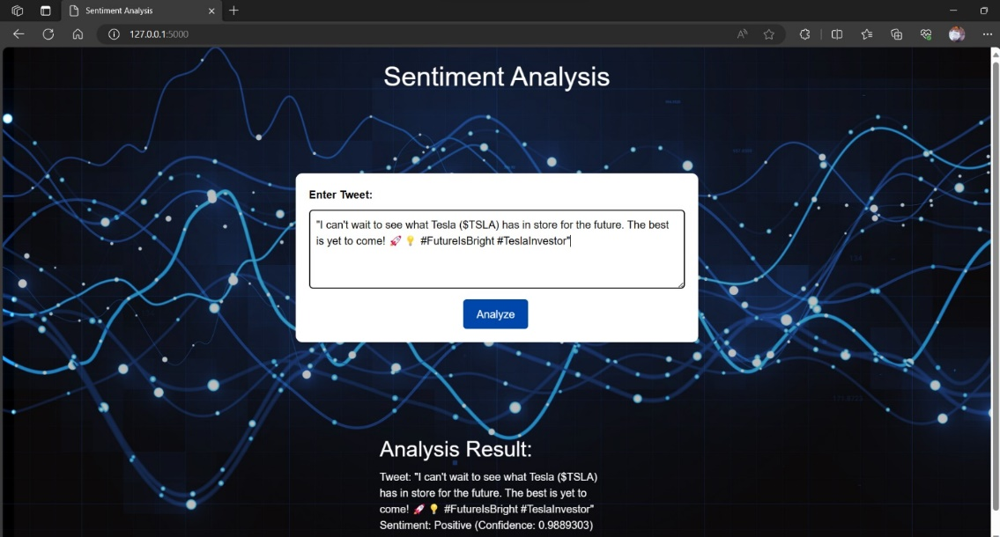 Sentiment Analysis
127.0.0.1:5000
Sentiment Analysis
Enter Tweet:
"I can't wait to see what Tesla ($TSLA) has in store for the future. The best
is yet to come! 🚀 💡 #FutureIsBright #TeslaInvestor"
Analyze
Analysis Result:
Tweet: "I can't wait to see what Tesla ($TSLA)
has in store for the future. The best is yet to
come! 🚀 💡 #FutureIsBright #TeslaInvestor"
Sentiment: Positive (Confidence: 0.9889303)